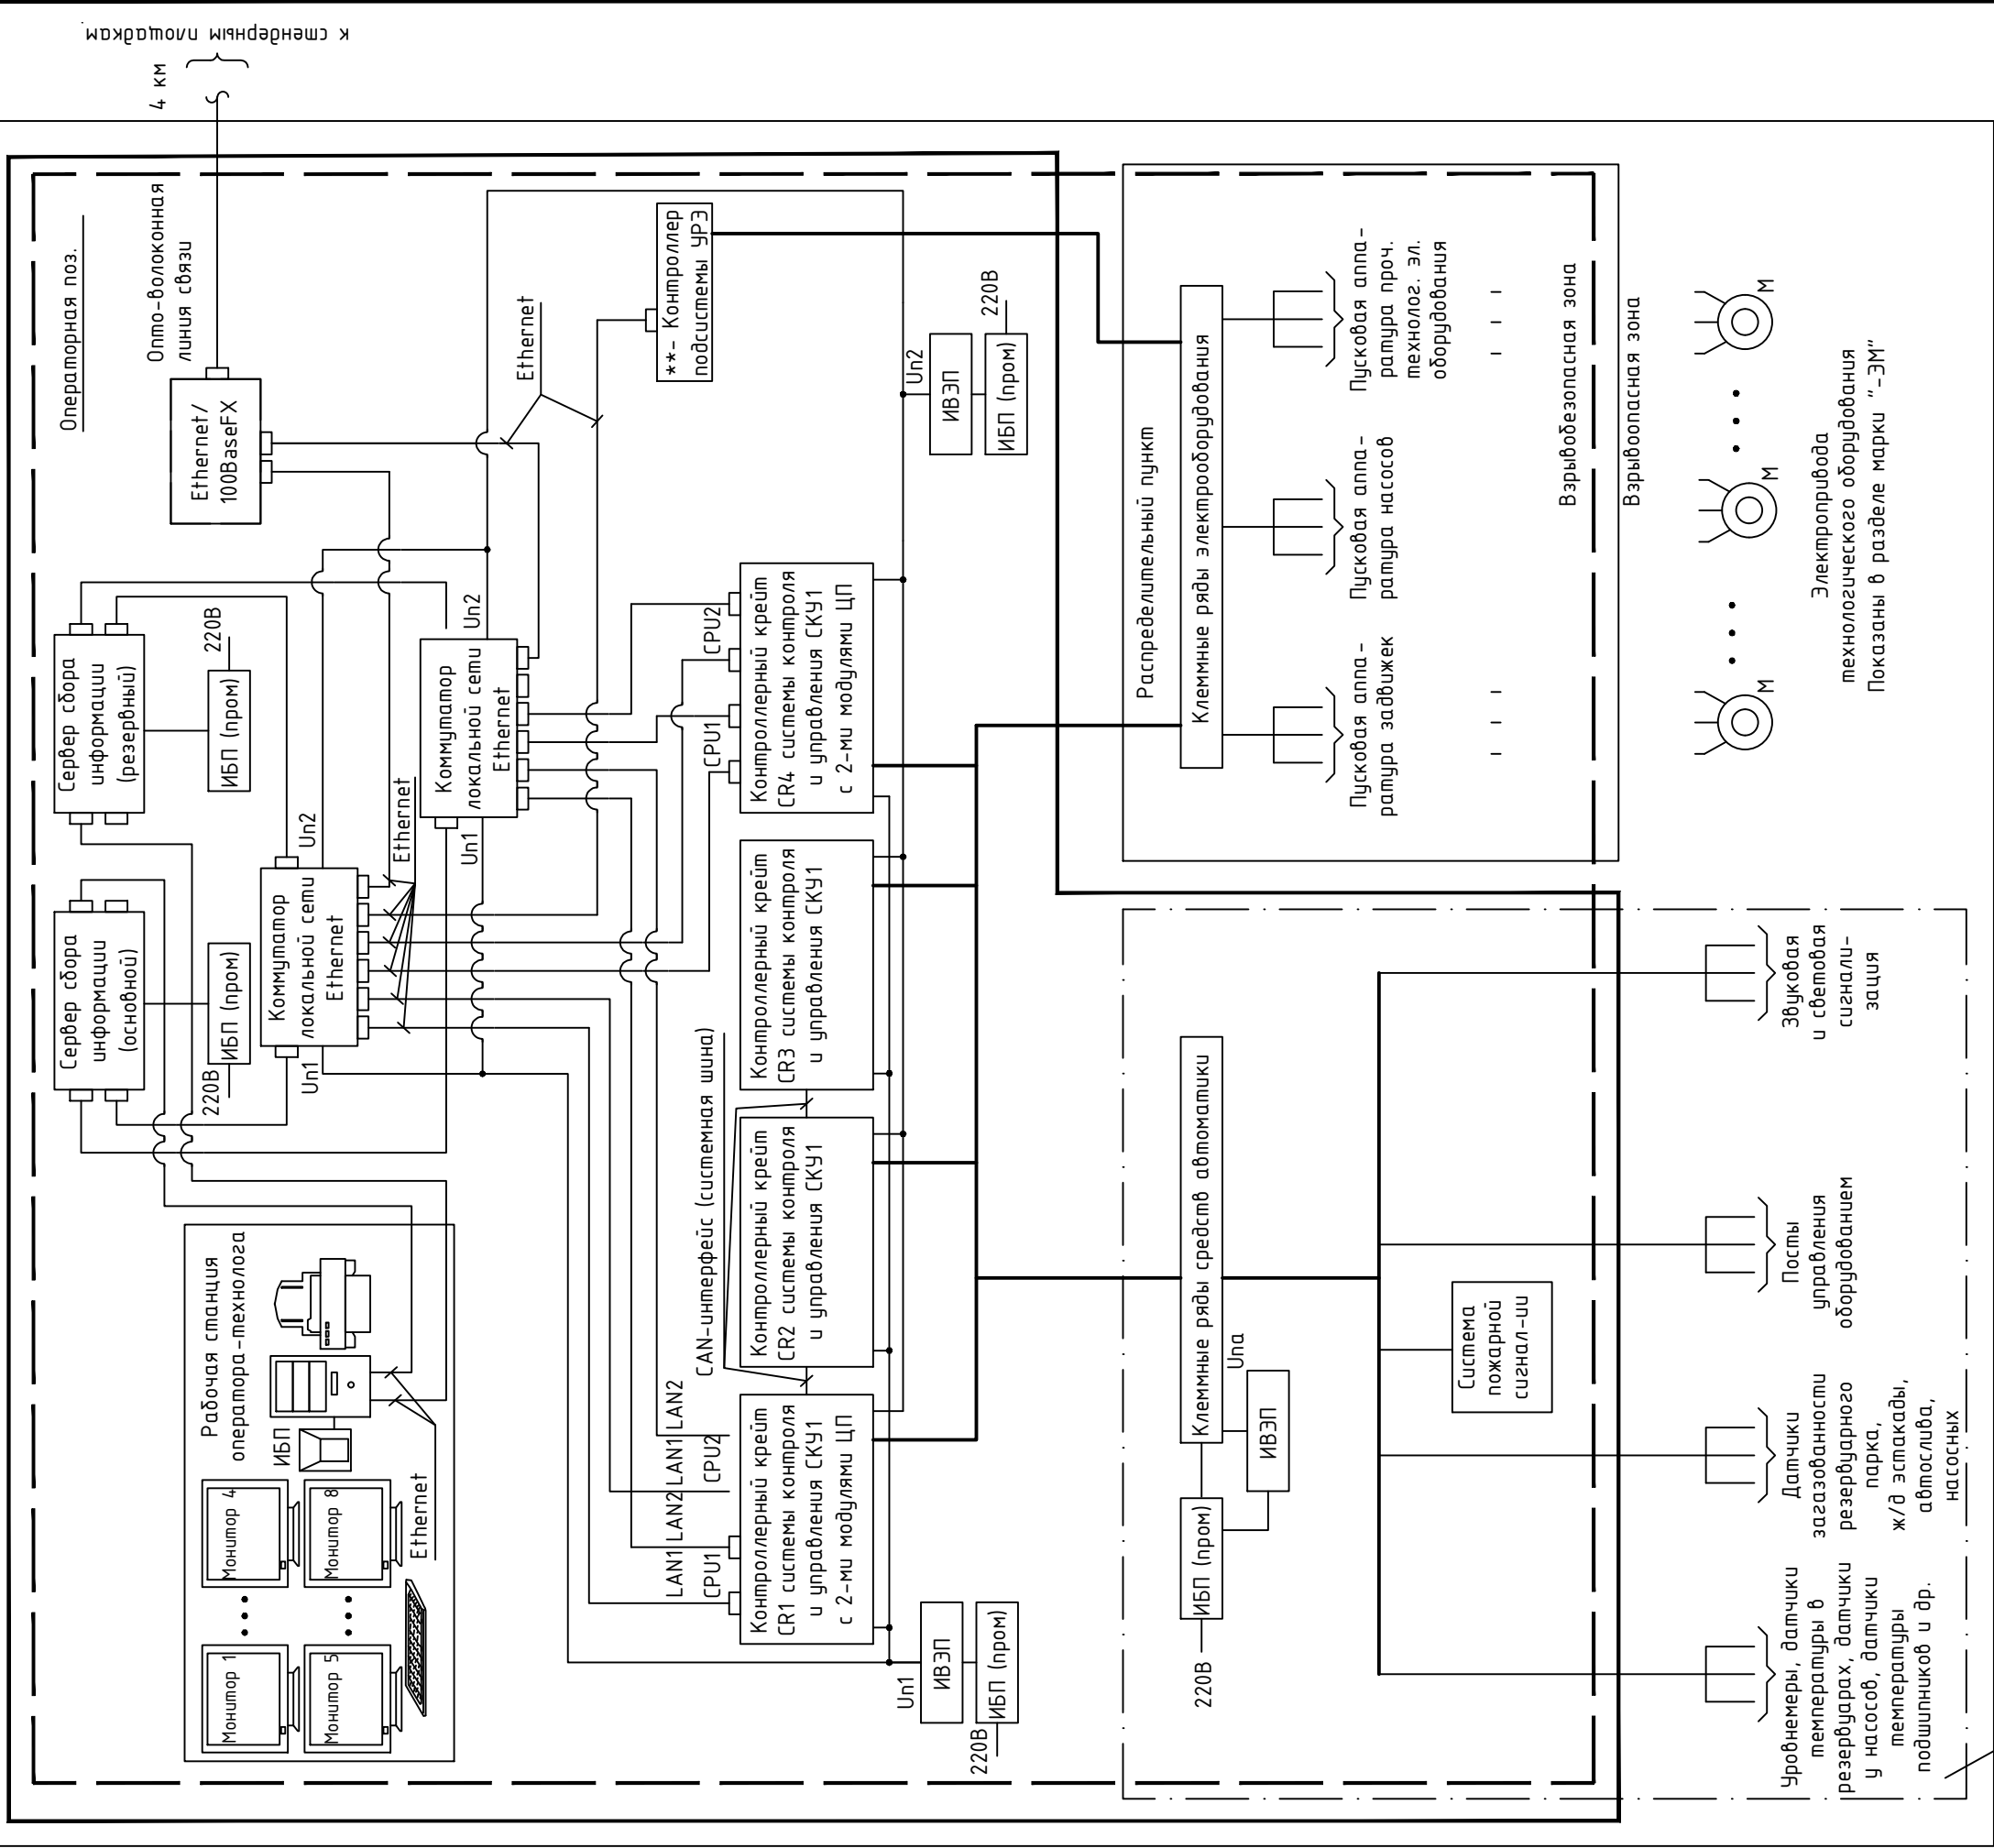 к стендерным площадкам
4 км
Операторная поз.
Опто-волоконная
линия связи
Ethernet/
100BaseFX
Сервер сбора
информации
(резервный)
220В
ИБП (пром)
Сервер сбора
информации
(основной)
220В
ИБП (пром)
Коммутатор
локальной сети
Ethernet
Uп1
Uп2
Ethernet
Коммутатор
локальной сети
Ethernet
Uп1
Uп2
Ethernet
**- Контроллер
подсистемы УРЭ
Рабочая станция
оператора-технолога
ИБП
Монитор 1
Монитор 4
Монитор 5
Монитор 8
Ethernet
LAN1 LAN2 LAN1 LAN2
CPU1
CPU2
Контроллерный крейт
CR1 системы контроля
и управления СКУ1
с 2-ми модулями ЦП
CAN-интерфейс (системная шина)
Контроллерный крейт
CR2 системы контроля
и управления СКУ1
Контроллерный крейт
CR3 системы контроля
и управления СКУ1
CPU1
CPU2
Контроллерный крейт
CR4 системы контроля
и управления СКУ1
с 2-ми модулями ЦП
Uп1
ИВЭП
ИБП (пром)
220В
Uп2
ИВЭП
ИБП (пром)
220В
Распределительный пункт
Клеммные ряды электрооборудования
Пусковая аппа-
ратура задвижек
Пусковая аппа-
ратура насосов
Пусковая аппа-
ратура проч.
технолог. эл.
оборудования
Взрывобезопасная зона
Взрывоопасная зона
М
М
М
Электропривода
технологического оборудования
Показаны в разделе марки "-ЭМ"
Клеммные ряды средств автоматики
Uпа
ИВЭП
ИБП (пром)
220В
Система
пожарной
сигнал-ии
Уровнемеры, датчики
температуры в
резервуарах, датчики
у насосов, датчики
температуры
подшипников и др.
Датчики
загазованности
резервуарного
парка,
ж/д эстакады,
автослива,
насосных
Посты
управления
оборудованием
Звуковая
и световая
сигнали-
зация